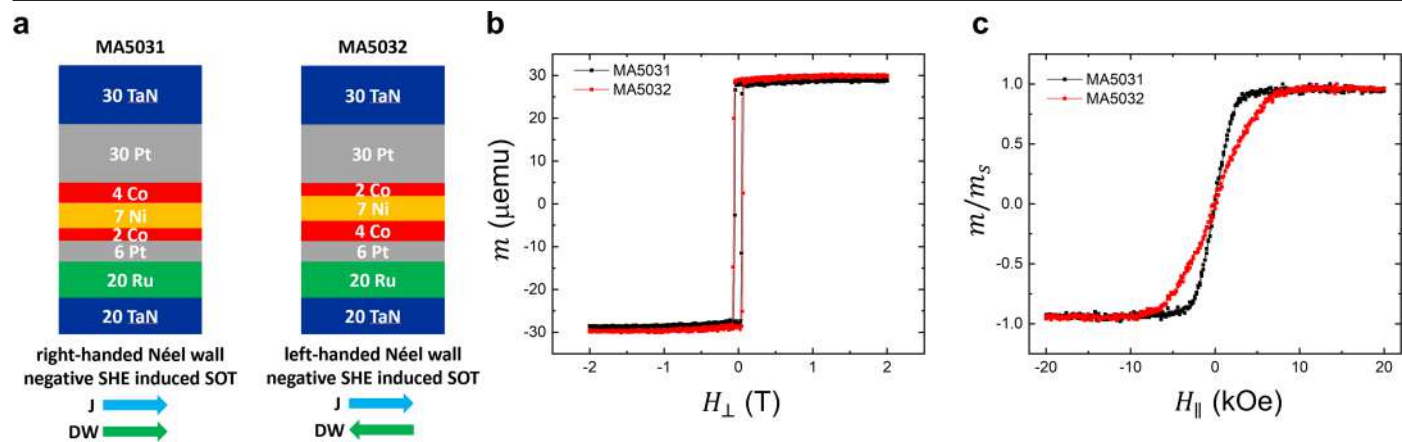 a
MA5031
30 TaN
30 Pt
4 Co
7 Ni
2 Co
6 Pt
20 Ru
20 TaN
right-handed Néel wall
negative SHE induced SOT
J
DW
MA5032
30 TaN
30 Pt
2 Co
7 Ni
4 Co
6 Pt
20 Ru
20 TaN
left-handed Néel wall
negative SHE induced SOT
J
DW
b
MA5031
MA5032
30
20
10
0
-10
-20
-30
m (µemu)
-2 -1 0 1 2
H⊥ (T)
c
MA5031
MA5032
1.0
0.5
0.0
-0.5
-1.0
m/ms
-20 -10 0 10 20
H∥ (kOe)